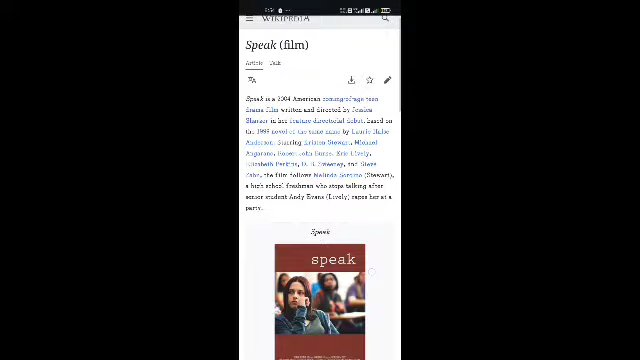 WIKIPEDIA
Speak (film)
Article Talk
Speak is a 2004 American coming-of-age teen
drama film written and directed by Jessica
Sharzer in her feature directorial debut, based on
the 1999 novel of the same name by Laurie Halse
Anderson. Starring Kristen Stewart, Michael
Angarano, Robert John Burke, Eric Lively,
Elizabeth Perkins, D. B. Sweeney, and Steve
Zahn, the film follows Melinda Sordino (Stewart),
a high school freshman who stops talking after
senior student Andy Evans (Lively) rapes her at a
party.
Speak
speak